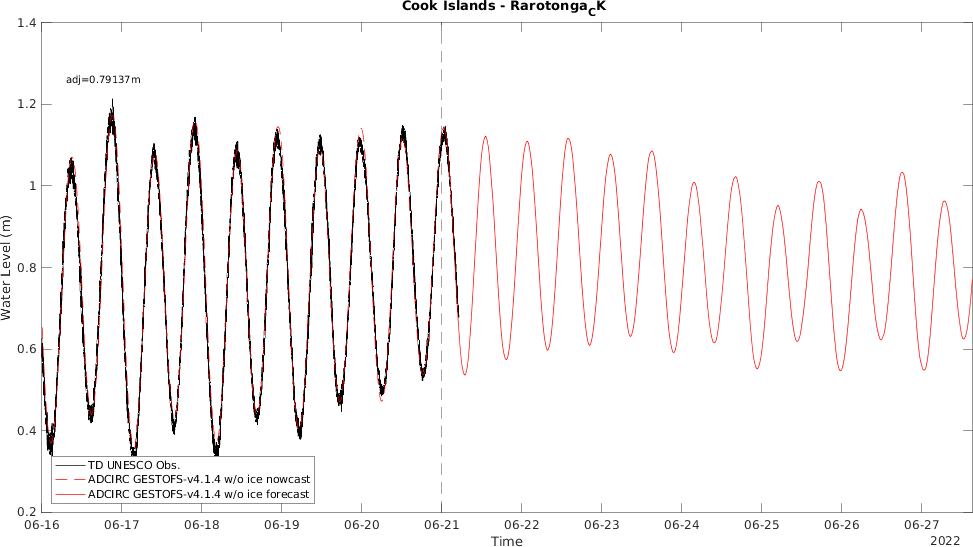 Cook Islands - Rarotonga_CK
1.4
adj=0.79137m
1.2
1
0.8
0.6
0.4
0.2
Water Level (m)
TD UNESCO Obs.
ADCIRC GESTOFS-v4.1.4 w/o ice nowcast
ADCIRC GESTOFS-v4.1.4 w/o ice forecast
06-16 06-17 06-18 06-19 06-20 06-21 06-22 06-23 06-24 06-25 06-26 06-27
Time
2022